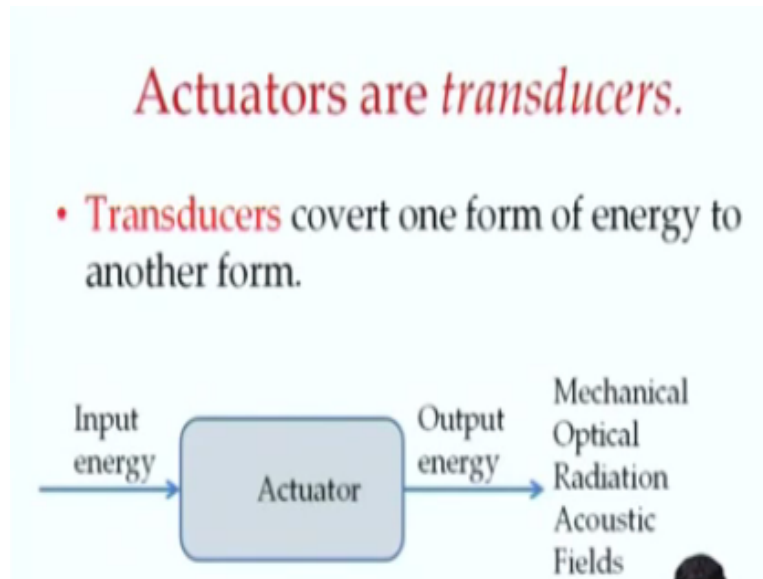 Actuators are transducers.
• Transducers covert one form of energy to
another form.
Input
energy
Actuator
Output
energy
Mechanical
Optical
Radiation
Acoustic
Fields